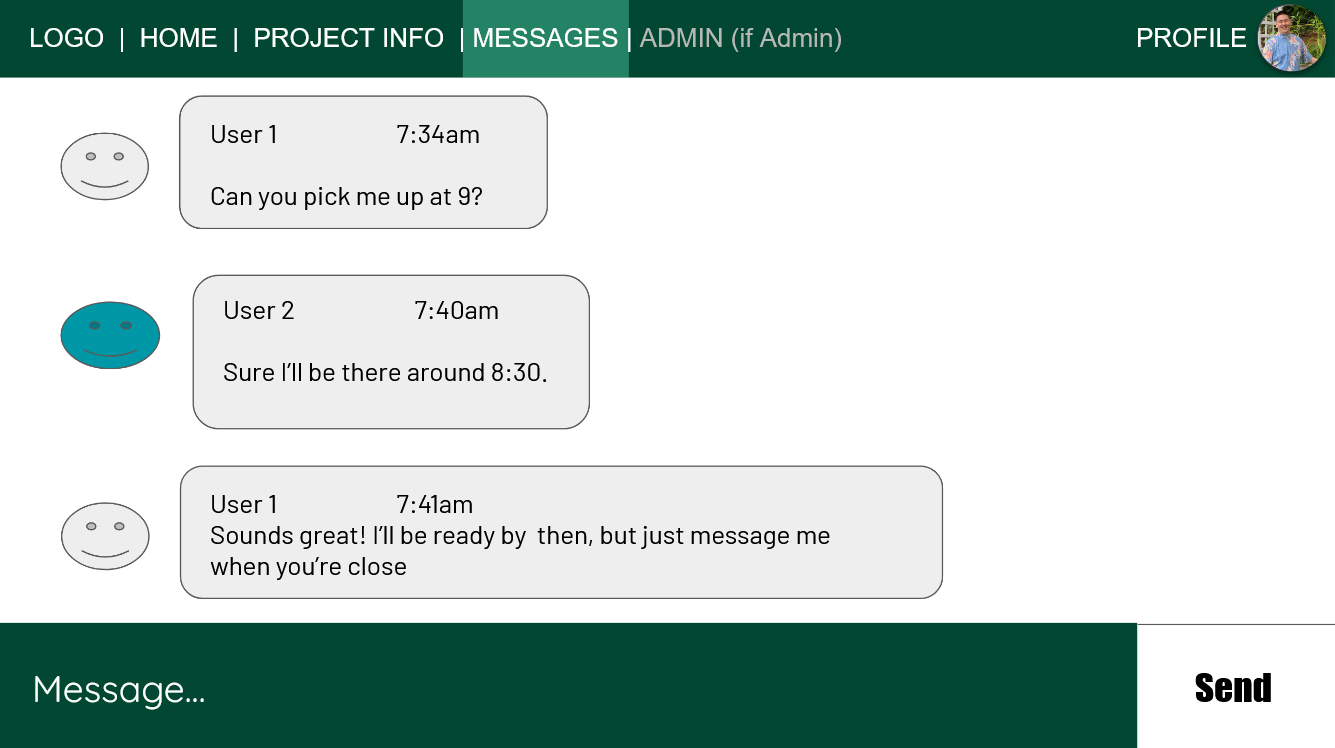 LOGO | HOME | PROJECT INFO | MESSAGES | ADMIN (if Admin) PROFILE
User 1 7:34am
Can you pick me up at 9?
User 2 7:40am
Sure I’ll be there around 8:30.
User 1 7:41am
Sounds great! I’ll be ready by  then, but just message me
when you’re close
Message... Send